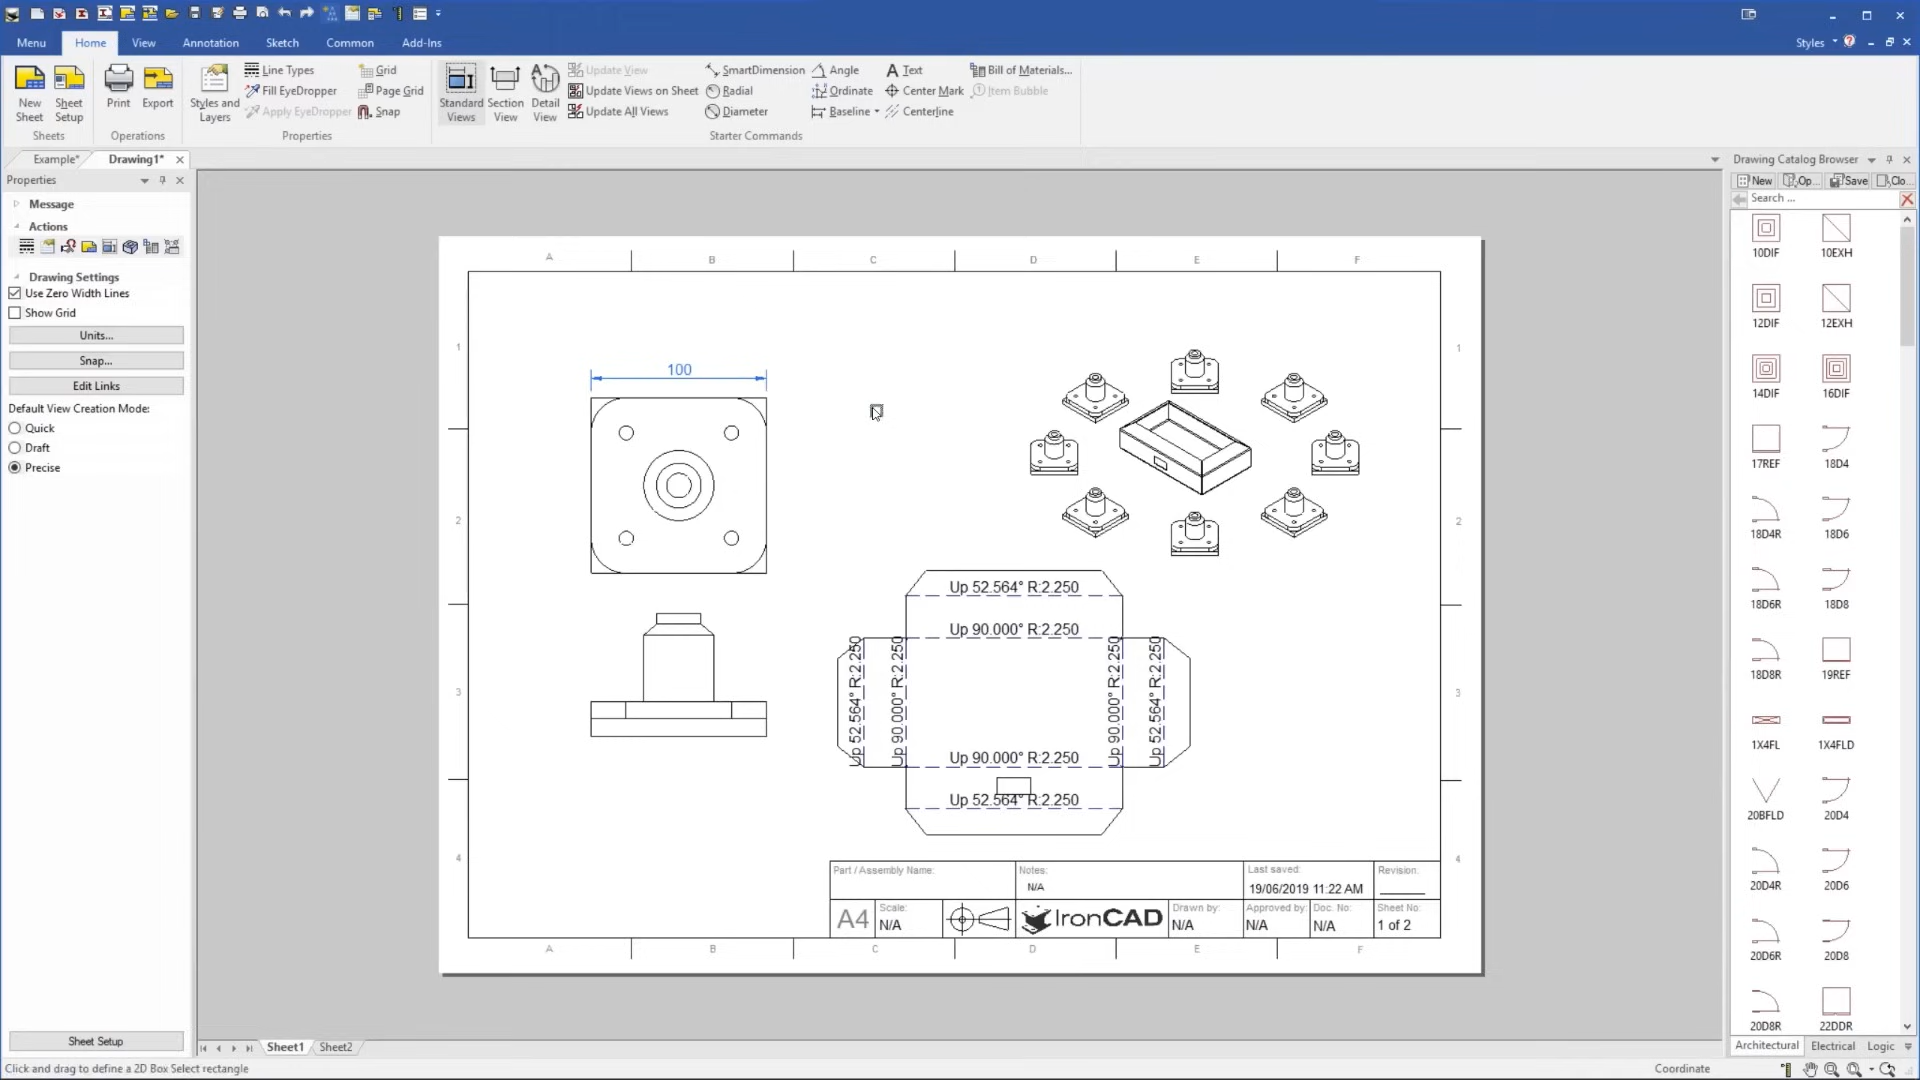 Menu Home View Annotation Sketch Common Add-Ins Styles
New Sheet
Sheet Setup
Sheets
Print
Export
Operations
Styles and Layers
Line Types
Fill EyeDropper
Apply EyeDropper
Grid
Page Grid
Snap
Properties
Standard Views
Section View
Detail View
Update View
Update Views on Sheet
Update All Views
SmartDimension
Radial
Diameter
Angle
Ordinate
Baseline
Text
Center Mark
Centerline
Bill of Materials...
Item Bubble
Starter Commands
Example* Drawing1*
Properties
Message
Actions
Drawing Settings
Use Zero Width Lines
Show Grid
Units...
Snap...
Edit Links
Default View Creation Mode:
Quick
Draft
Precise
Sheet Setup
A B C D E F
1 1
100
2 2
Up 52.564° R:2.250
Up 90.000° R:2.250
Up 52.564° R:2.250
Up 90.000° R:2.250
Up 90.000° R:2.250
Up 52.564° R:2.250
3 3
Up 90.000° R:2.250
Up 52.564° R:2.250
4 4
Part / Assembly Name:
Notes:
N/A
Last saved:
19/06/2019 11:22 AM
Revision:
A4
Scale:
N/A
IronCAD
Drawn by:
N/A
Approved by:
N/A
Doc. No:
N/A
Sheet No:
1 of 2
A B C D E F
Sheet1 Sheet2
Drawing Catalog Browser
New Op... Save Clo...
Search ...
10DIF 10EXH
12DIF 12EXH
14DIF 16DIF
17REF 18D4
18D4R 18D6
18D6R 18D8
18D8R 19REF
1X4FL 1X4FLD
20BFLD 20D4
20D4R 20D6
20D6R 20D8
20D8R 22DDR
Architectural Electrical Logic
Click and drag to define a 2D Box Select rectangle
Coordinate